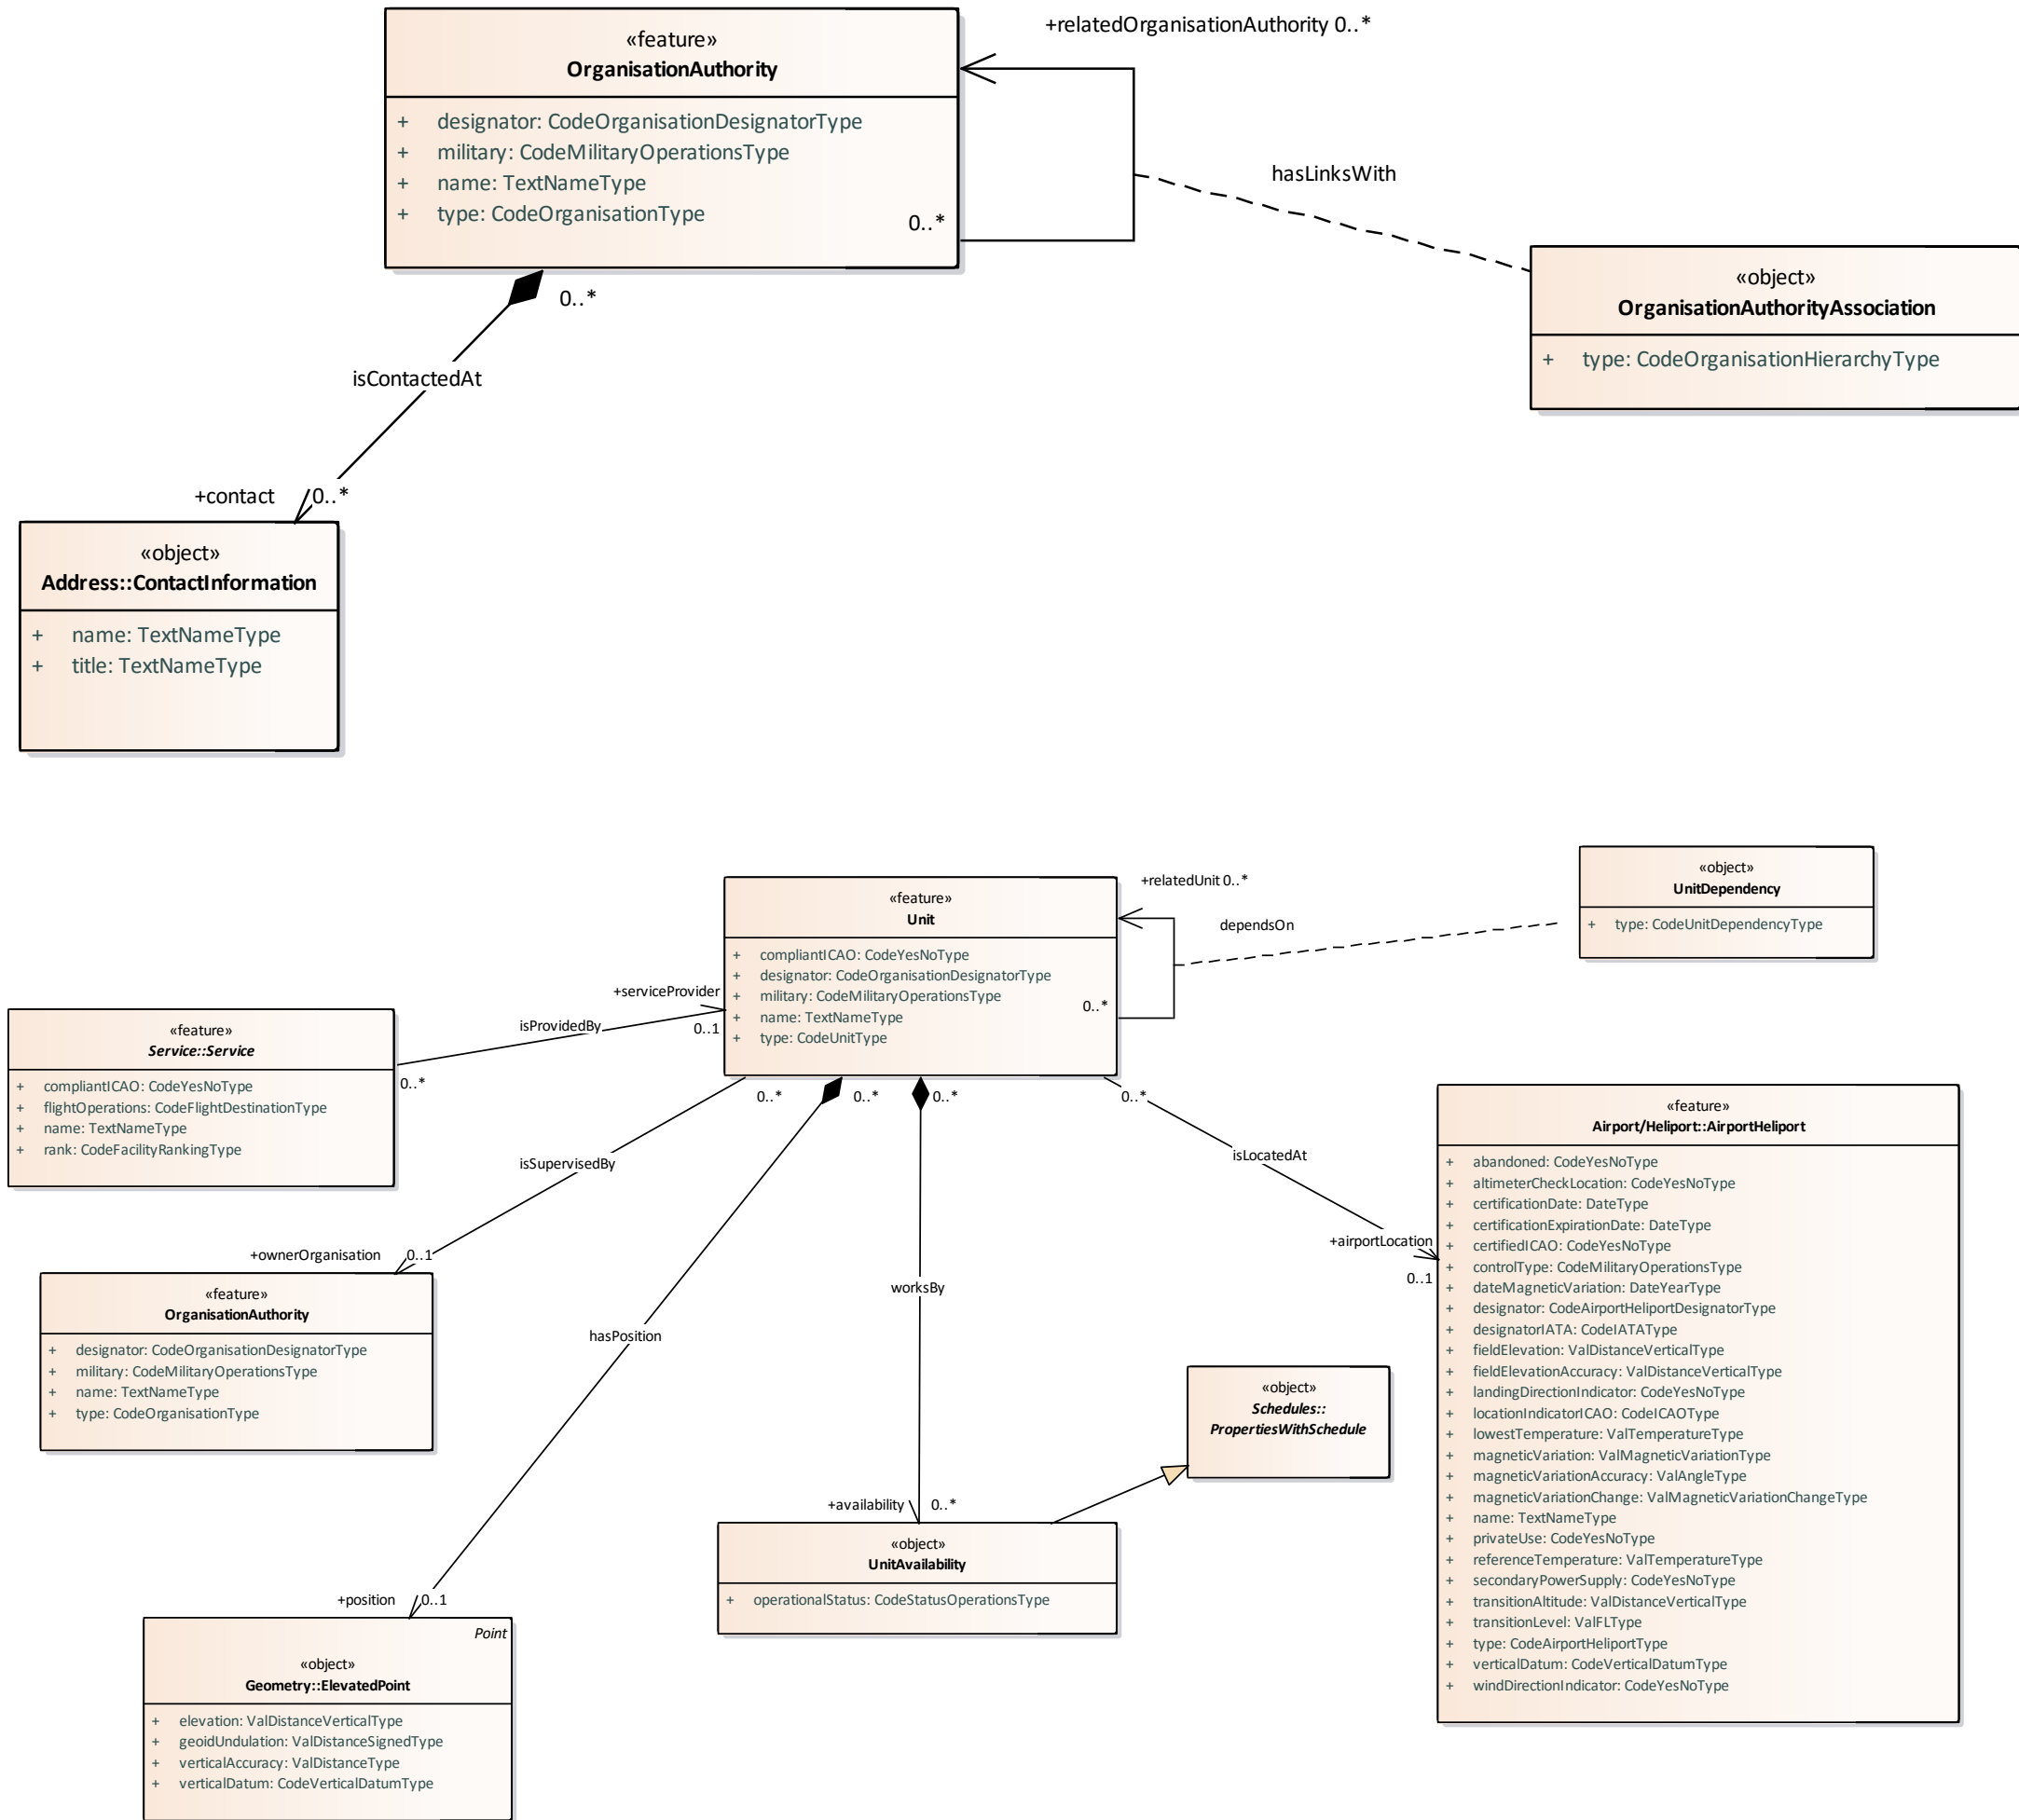 +relatedOrganisationAuthority 0..*
«feature»
OrganisationAuthority
+ designator: CodeOrganisationDesignatorType
+ military: CodeMilitaryOperationsType
+ name: TextNameType
+ type: CodeOrganisationType
0..*
hasLinksWith
«object»
OrganisationAuthorityAssociation
+ type: CodeOrganisationHierarchyType
0..*
isContactedAt
+contact
0..*
«object»
Address::ContactInformation
+ name: TextNameType
+ title: TextNameType
«object»
UnitDependency
+ type: CodeUnitDependencyType
+relatedUnit 0..*
dependsOn
«feature»
Unit
+ compliantICAO: CodeYesNoType
+ designator: CodeOrganisationDesignatorType
+ military: CodeMilitaryOperationsType
+ name: TextNameType
+ type: CodeUnitType
0..*
+serviceProvider
0..1
isProvidedBy
«feature»
Service::Service
+ compliantICAO: CodeYesNoType
+ flightOperations: CodeFlightDestinationType
+ name: TextNameType
+ rank: CodeFacilityRankingType
0..*
0..*
0..*
0..*
0..*
isSupervisedBy
isLocatedAt
+ownerOrganisation
0..1
«feature»
OrganisationAuthority
+ designator: CodeOrganisationDesignatorType
+ military: CodeMilitaryOperationsType
+ name: TextNameType
+ type: CodeOrganisationType
+airportLocation
0..1
«feature»
Airport/Heliport::AirportHeliport
+ abandoned: CodeYesNoType
+ altimeterCheckLocation: CodeYesNoType
+ certificationDate: DateType
+ certificationExpirationDate: DateType
+ certifiedICAO: CodeYesNoType
+ controlType: CodeMilitaryOperationsType
+ dateMagneticVariation: DateYearType
+ designator: CodeAirportHeliportDesignatorType
+ designatorIATA: CodeIATAType
+ fieldElevation: ValDistanceVerticalType
+ fieldElevationAccuracy: ValDistanceVerticalType
+ landingDirectionIndicator: CodeYesNoType
+ locationIndicatorICAO: CodeICAOType
+ lowestTemperature: ValTemperatureType
+ magneticVariation: ValMagneticVariationType
+ magneticVariationAccuracy: ValAngleType
+ magneticVariationChange: ValMagneticVariationChangeType
+ name: TextNameType
+ privateUse: CodeYesNoType
+ referenceTemperature: ValTemperatureType
+ secondaryPowerSupply: CodeYesNoType
+ transitionAltitude: ValDistanceVerticalType
+ transitionLevel: ValFLType
+ type: CodeAirportHeliportType
+ verticalDatum: CodeVerticalDatumType
+ windDirectionIndicator: CodeYesNoType
worksBy
hasPosition
«object»
Schedules::
PropertiesWithSchedule
+availability
0..*
«object»
UnitAvailability
+ operationalStatus: CodeStatusOperationsType
+position
0..1
Point
«object»
Geometry::ElevatedPoint
+ elevation: ValDistanceVerticalType
+ geoidUndulation: ValDistanceSignedType
+ verticalAccuracy: ValDistanceType
+ verticalDatum: CodeVerticalDatumType